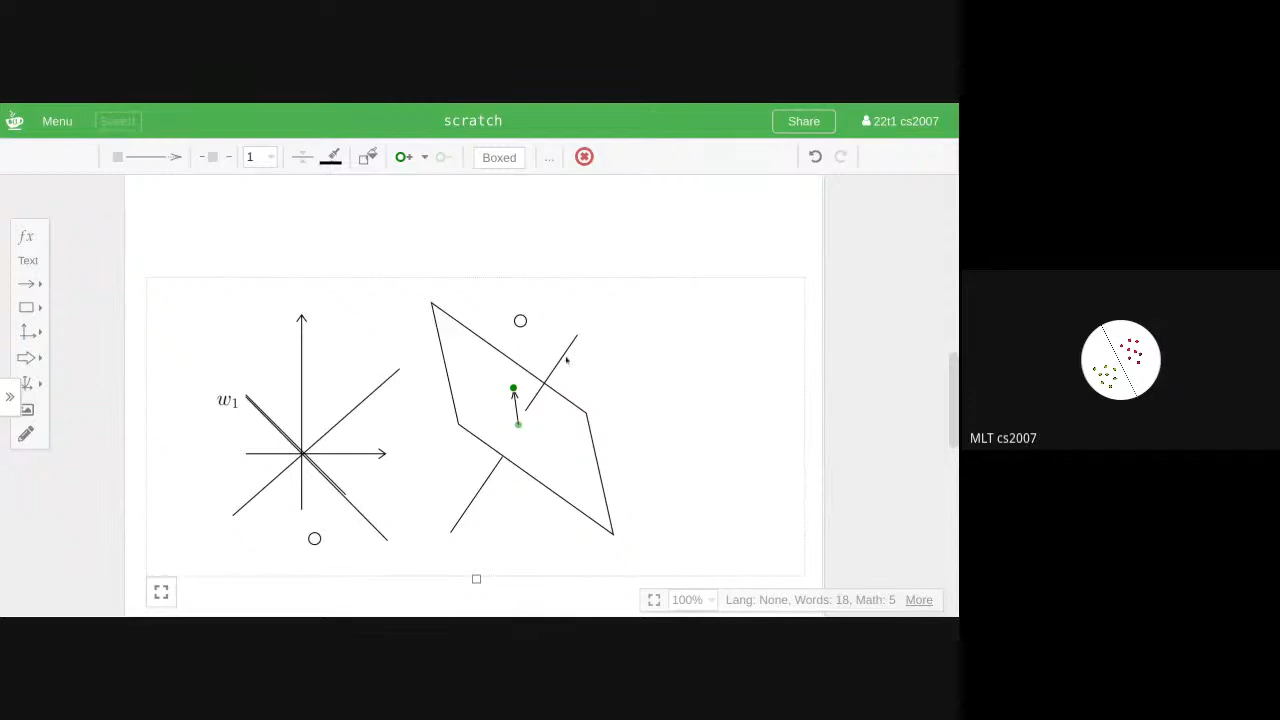 Menu
Saved
scratch
Share
22t1 cs2007
1
Boxed
...
fx
Text
w1
MLT cs2007
100%
Lang: None, Words: 18, Math: 5 More